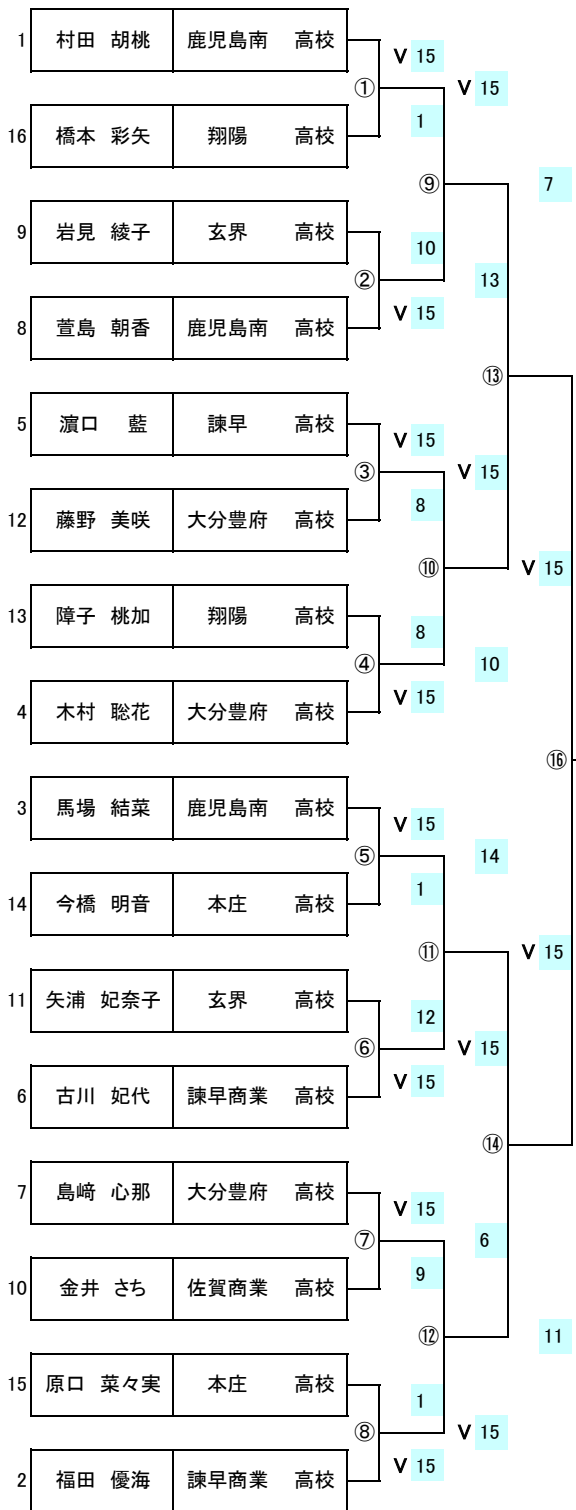 1 村田 胡桃 鹿児島南 高校
V 15
① V 15
1
16 橋本 彩矢 翔陽 高校
⑨ 7
9 岩見 綾子 玄界 高校
10
② 13
8 萱島 朝香 鹿児島南 高校
V 15
⑬
5 濵口 藍 諫早 高校
V 15
③ V 15
8
12 藤野 美咲 大分豊府 高校
⑩ V 15
13 障子 桃加 翔陽 高校
8
④ 10
4 木村 聡花 大分豊府 高校
V 15
⑯
3 馬場 結菜 鹿児島南 高校
V 15
⑤ 14
1
14 今橋 明音 本庄 高校
⑪ V 15
11 矢浦 妃奈子 玄界 高校
12
⑥ V 15
6 古川 妃代 諫早商業 高校
V 15
⑭
7 島﨑 心那 大分豊府 高校
V 15
⑦ 6
9
10 金井 さち 佐賀商業 高校
⑫ 11
15 原口 菜々実 本庄 高校
1
⑧ V 15
2 福田 優海 諫早商業 高校
V 15